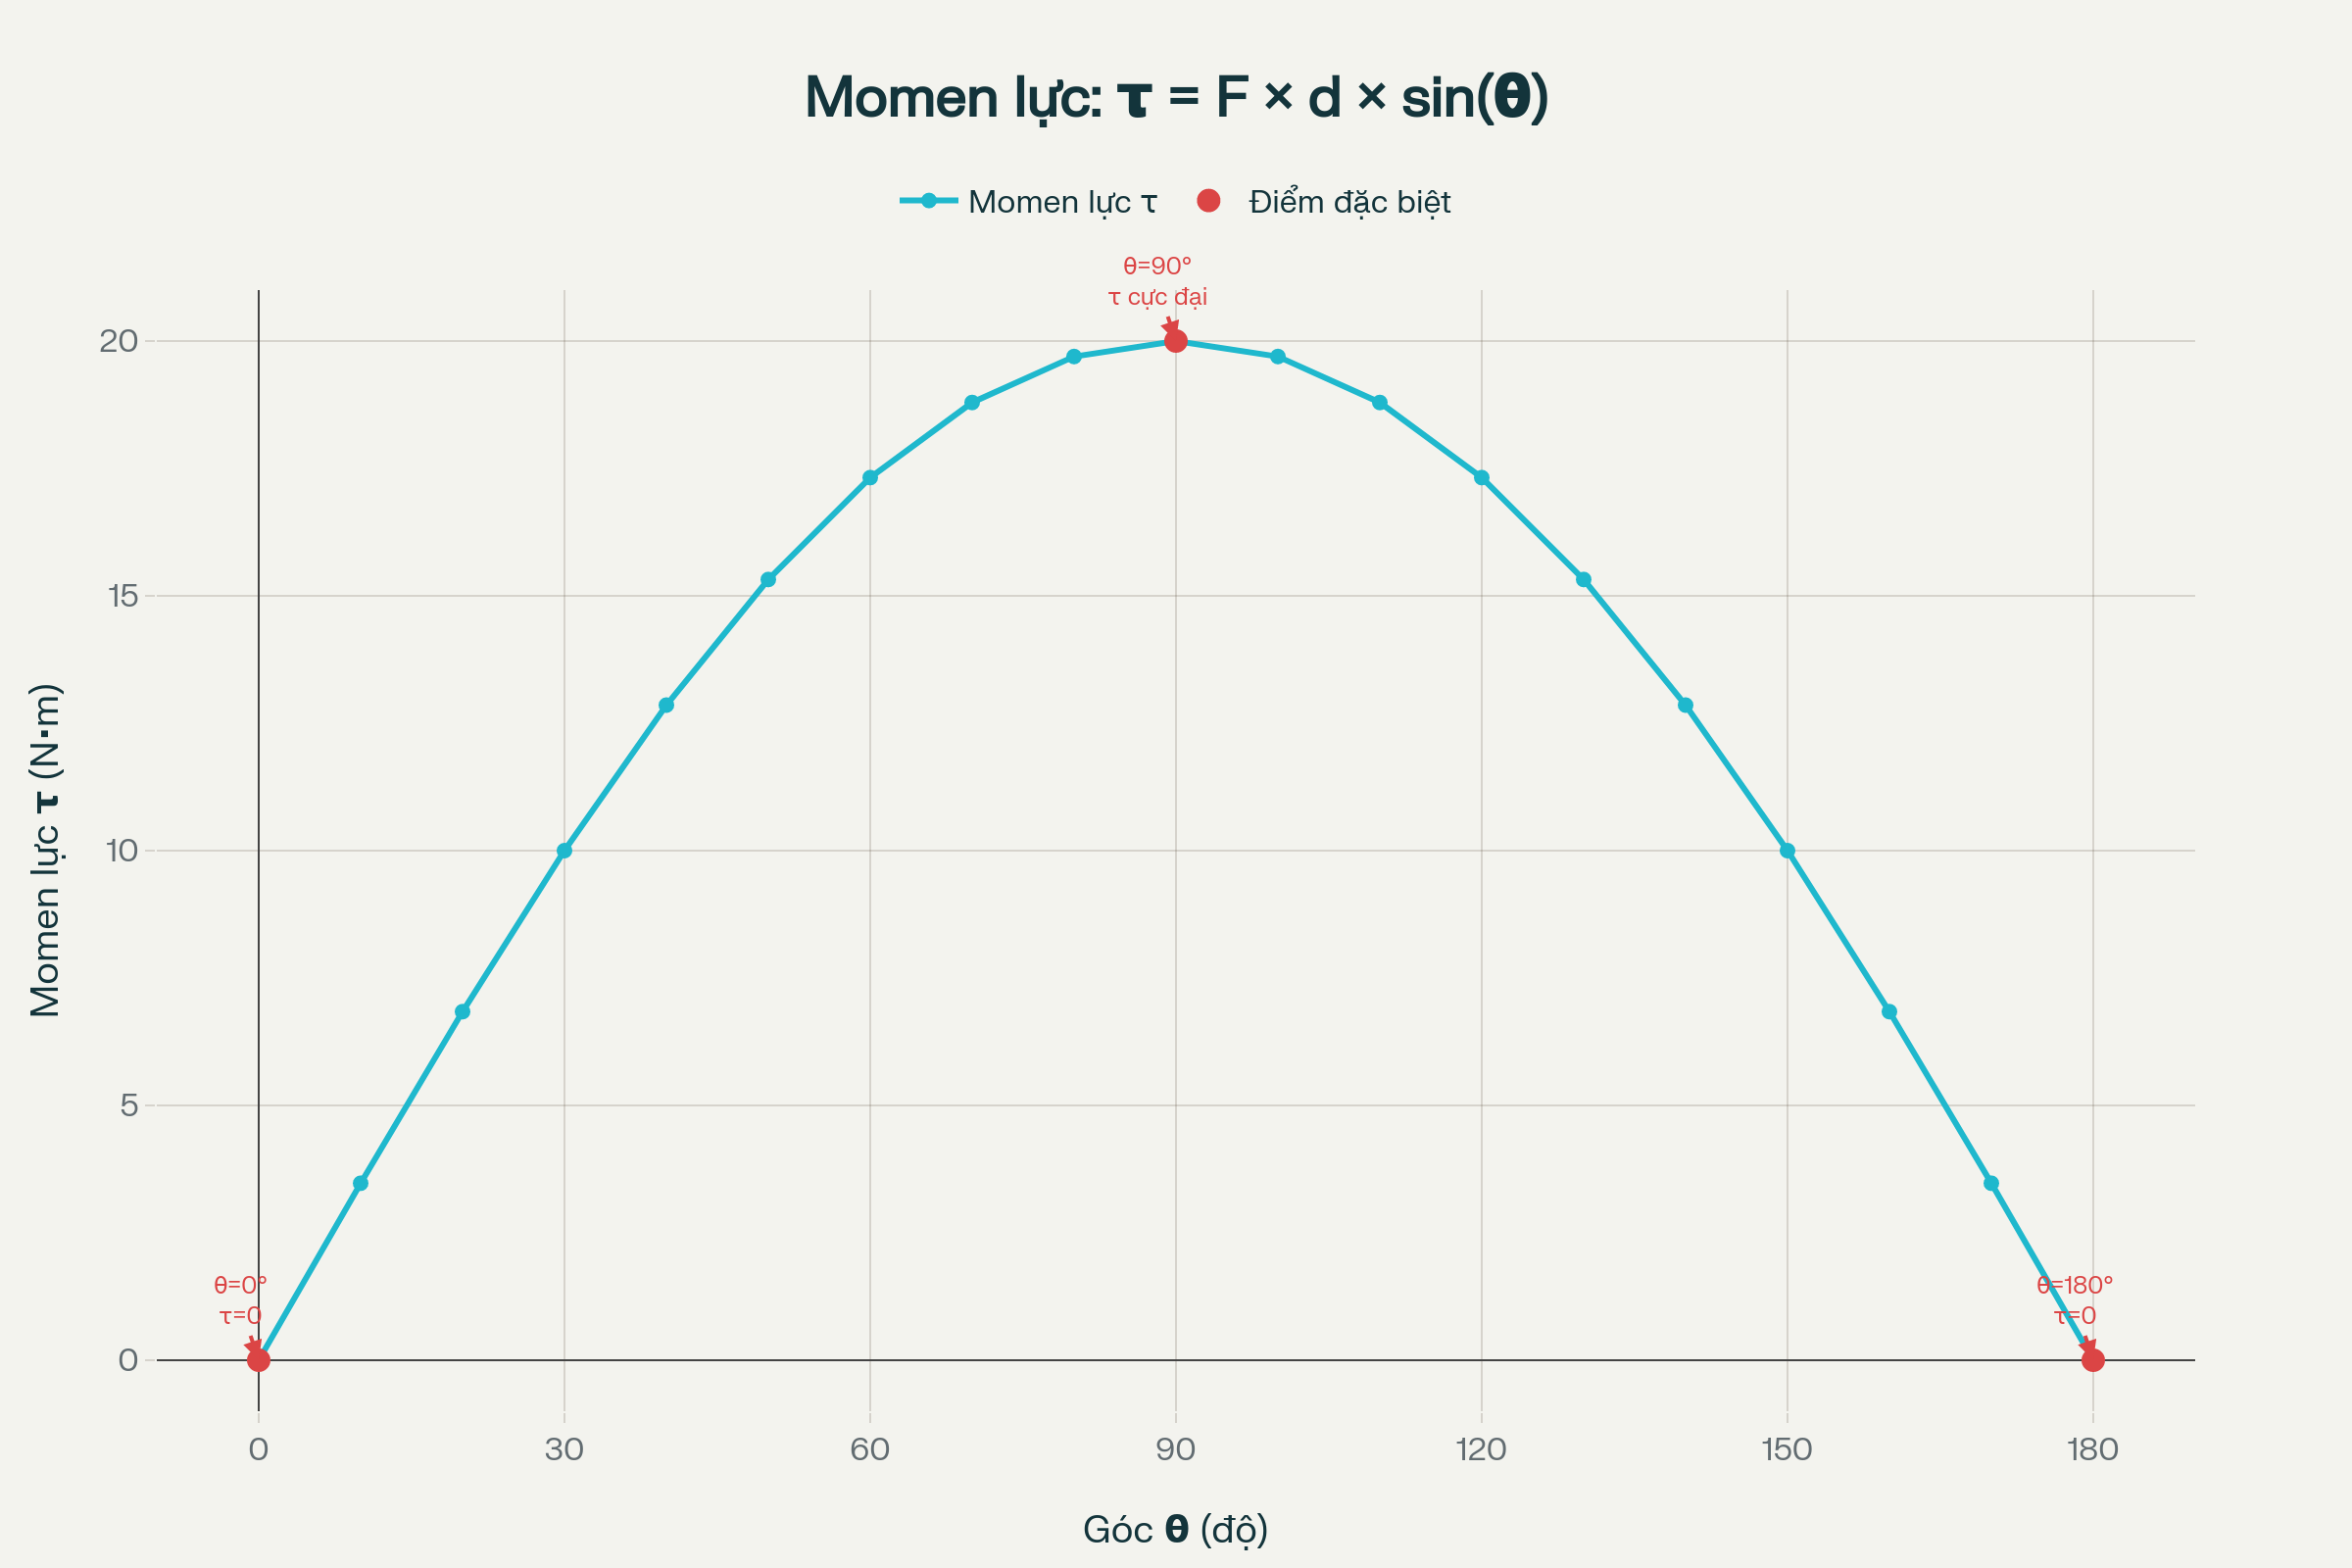 Momen lực: τ = F × d × sin(θ)
Momen lực τ
Điểm đặc biệt
θ=90°
τ cực đại
20
15
10
5
0
Momen lực τ (N·m)
θ=0°
τ=0
θ=180°
τ=0
0 30 60 90 120 150 180
Góc θ (độ)